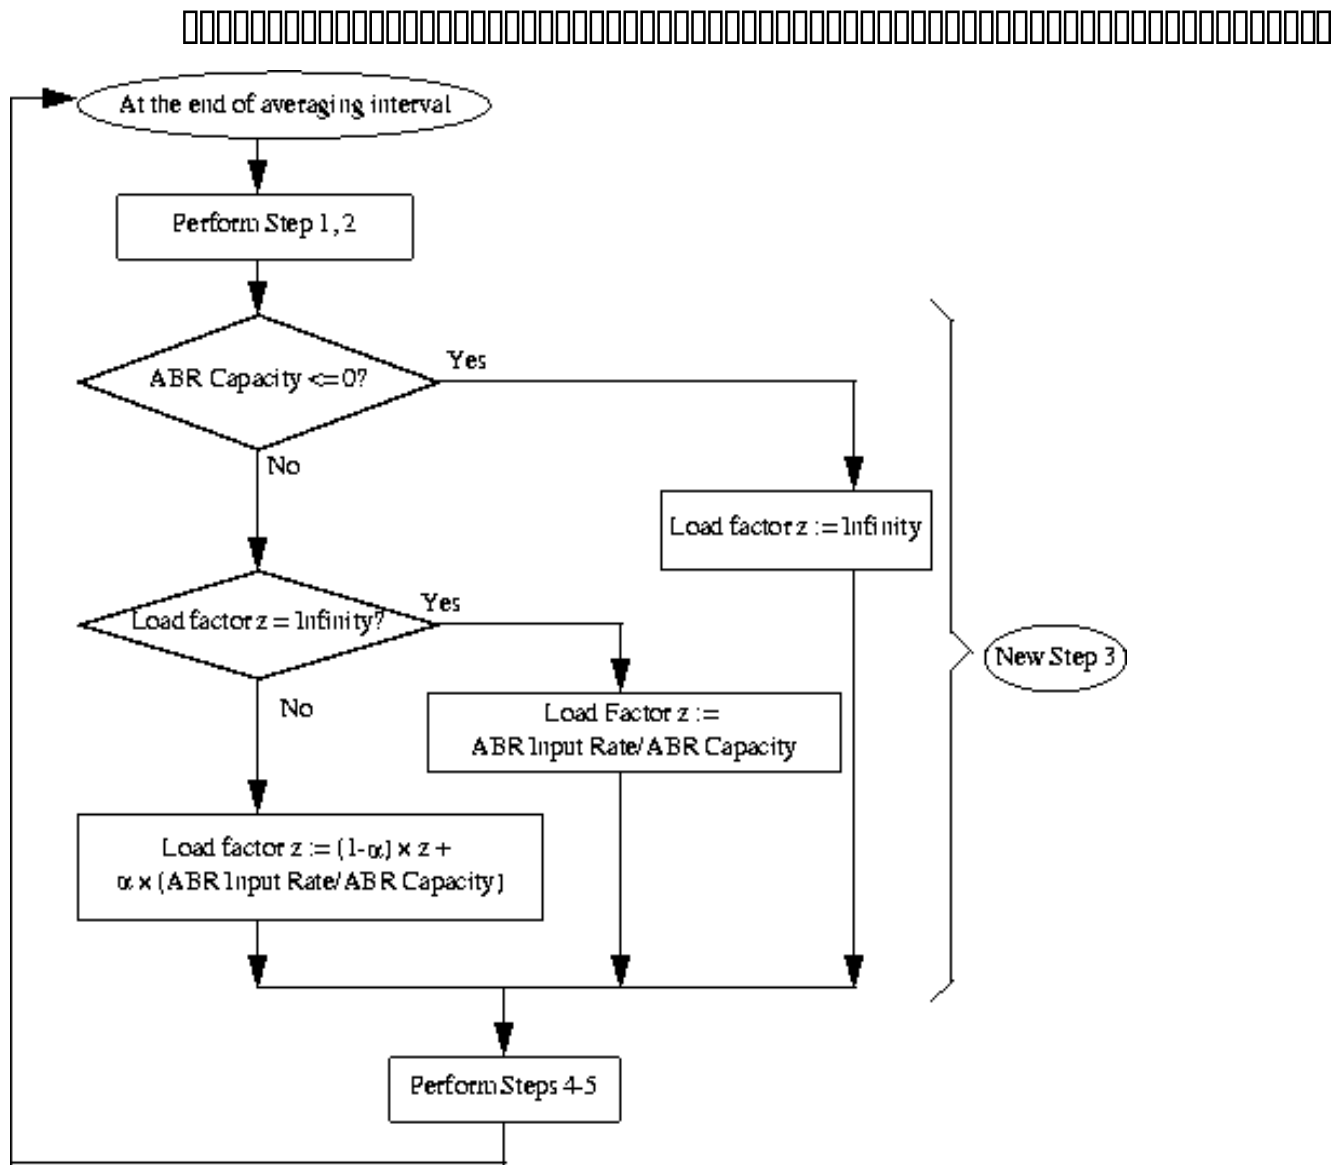 At the end of averaging interval
Perform Step 1, 2
ABR Capacity <= 0?
Yes
No
Load factor z := Infinity
Load factor z = Infinity?
Yes
New Step 3
No
Load Factor z :=
ABR Input Rate/ ABR Capacity
Load factor z := (1-α) × z +
α × (ABR Input Rate/ ABR Capacity)
Perform Steps 4-5